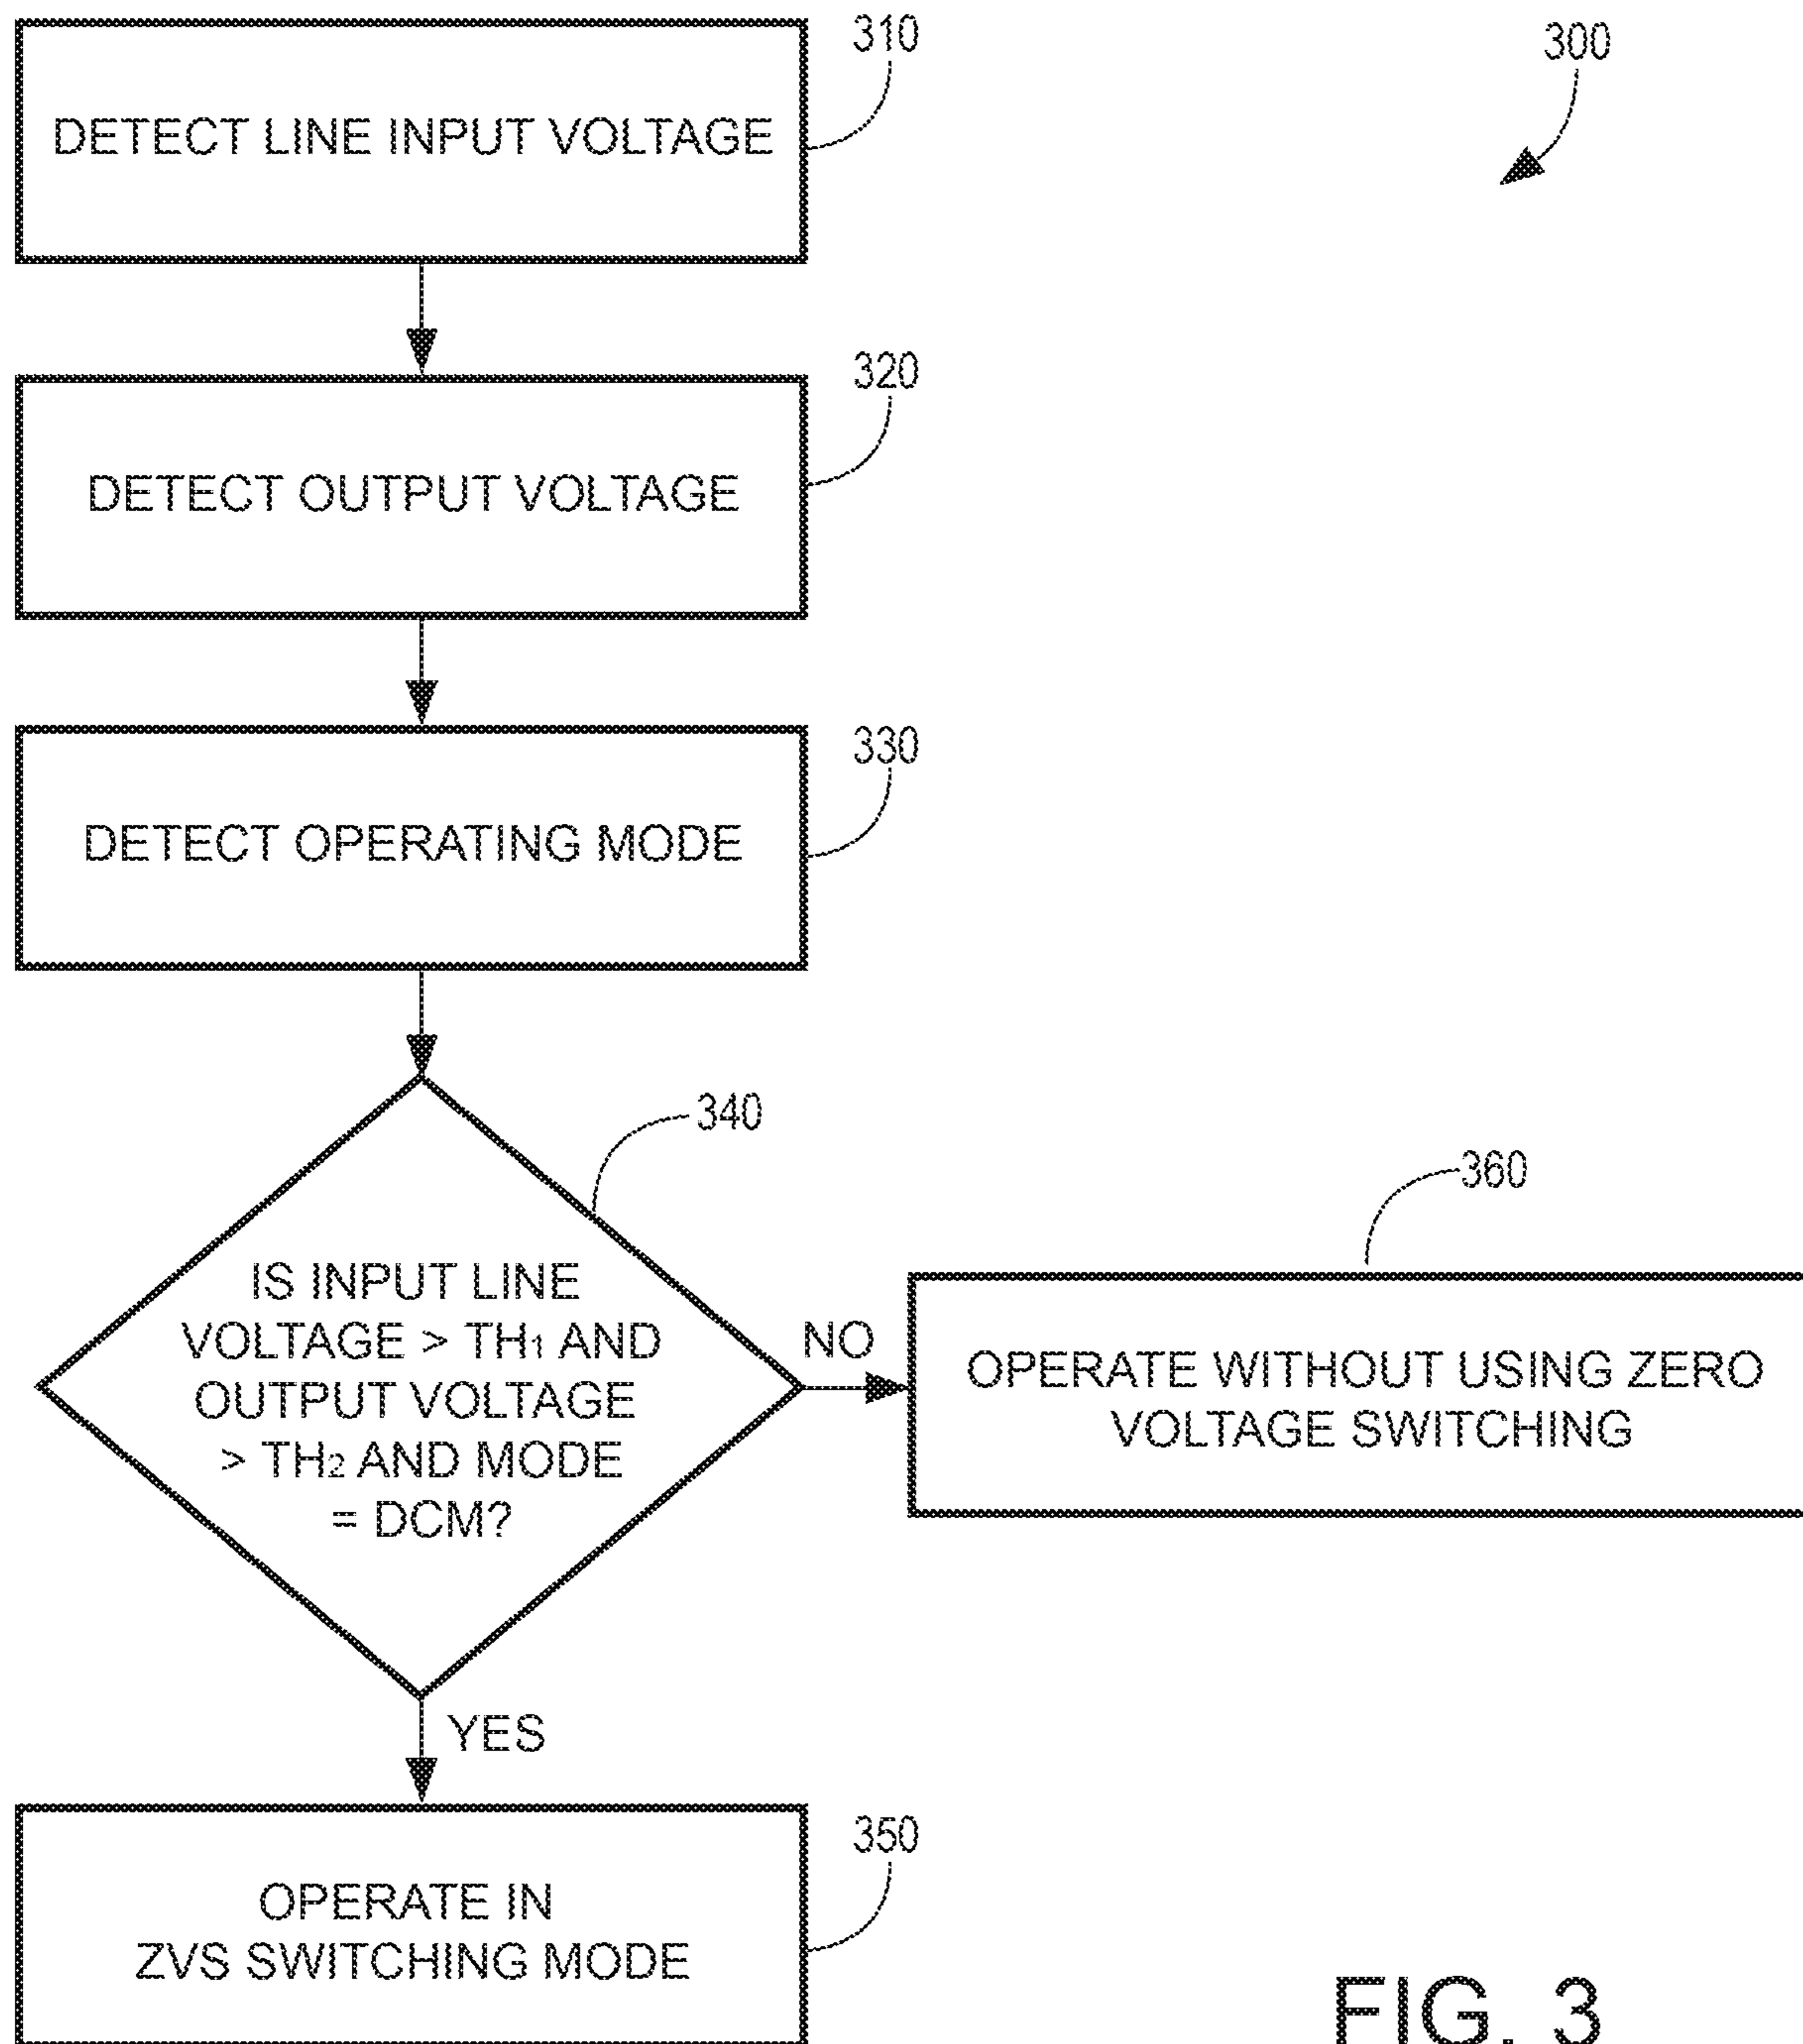 310
300
DETECT LINE INPUT VOLTAGE
320
DETECT OUTPUT VOLTAGE
330
DETECT OPERATING MODE
340
360
IS INPUT LINE
VOLTAGE > TH₁ AND
OUTPUT VOLTAGE
> TH₂ AND MODE
= DCM?
NO
OPERATE WITHOUT USING ZERO
VOLTAGE SWITCHING
YES
350
OPERATE IN
ZVS SWITCHING MODE
FIG. 3